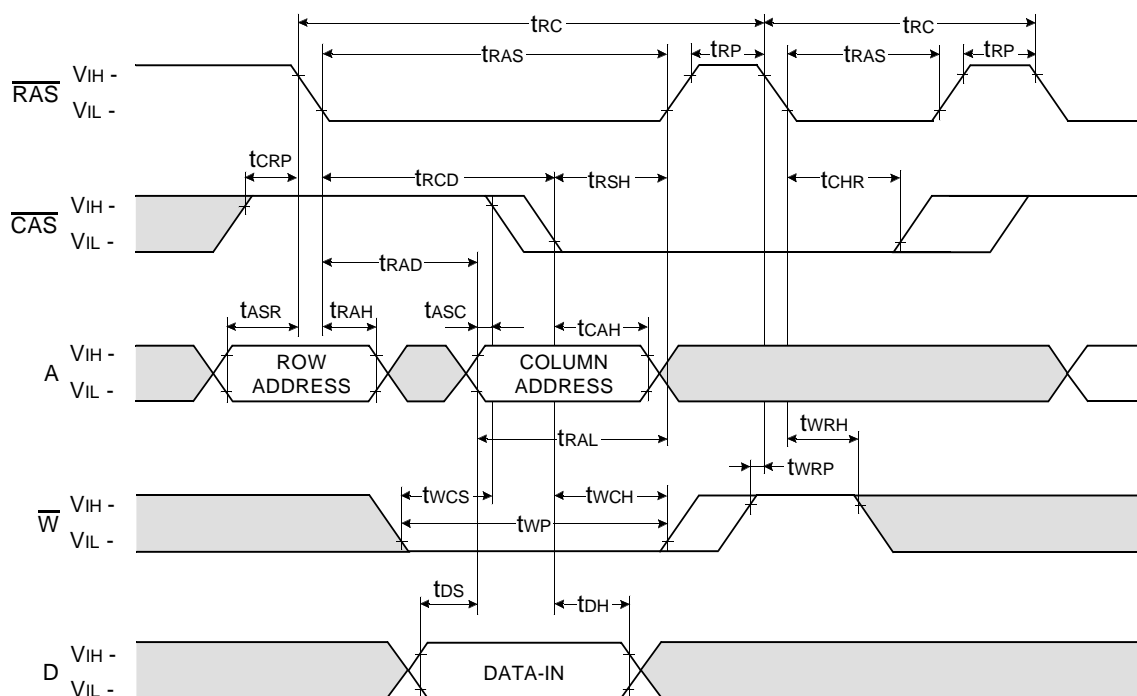 tRC tRC
tRAS tRP tRAS tRP
RAS VIH -
VIL -
tCRP tRCD tRSH tCHR
CAS VIH -
VIL -
tRAD
tASR tRAH tASC tCAH
A VIH -
VIL -
ROW
ADDRESS
COLUMN
ADDRESS
tRAL tWRH
tWRP
tWCS tWCH
W VIH -
VIL -
tWP
tDS tDH
D VIH -
VIL -
DATA-IN